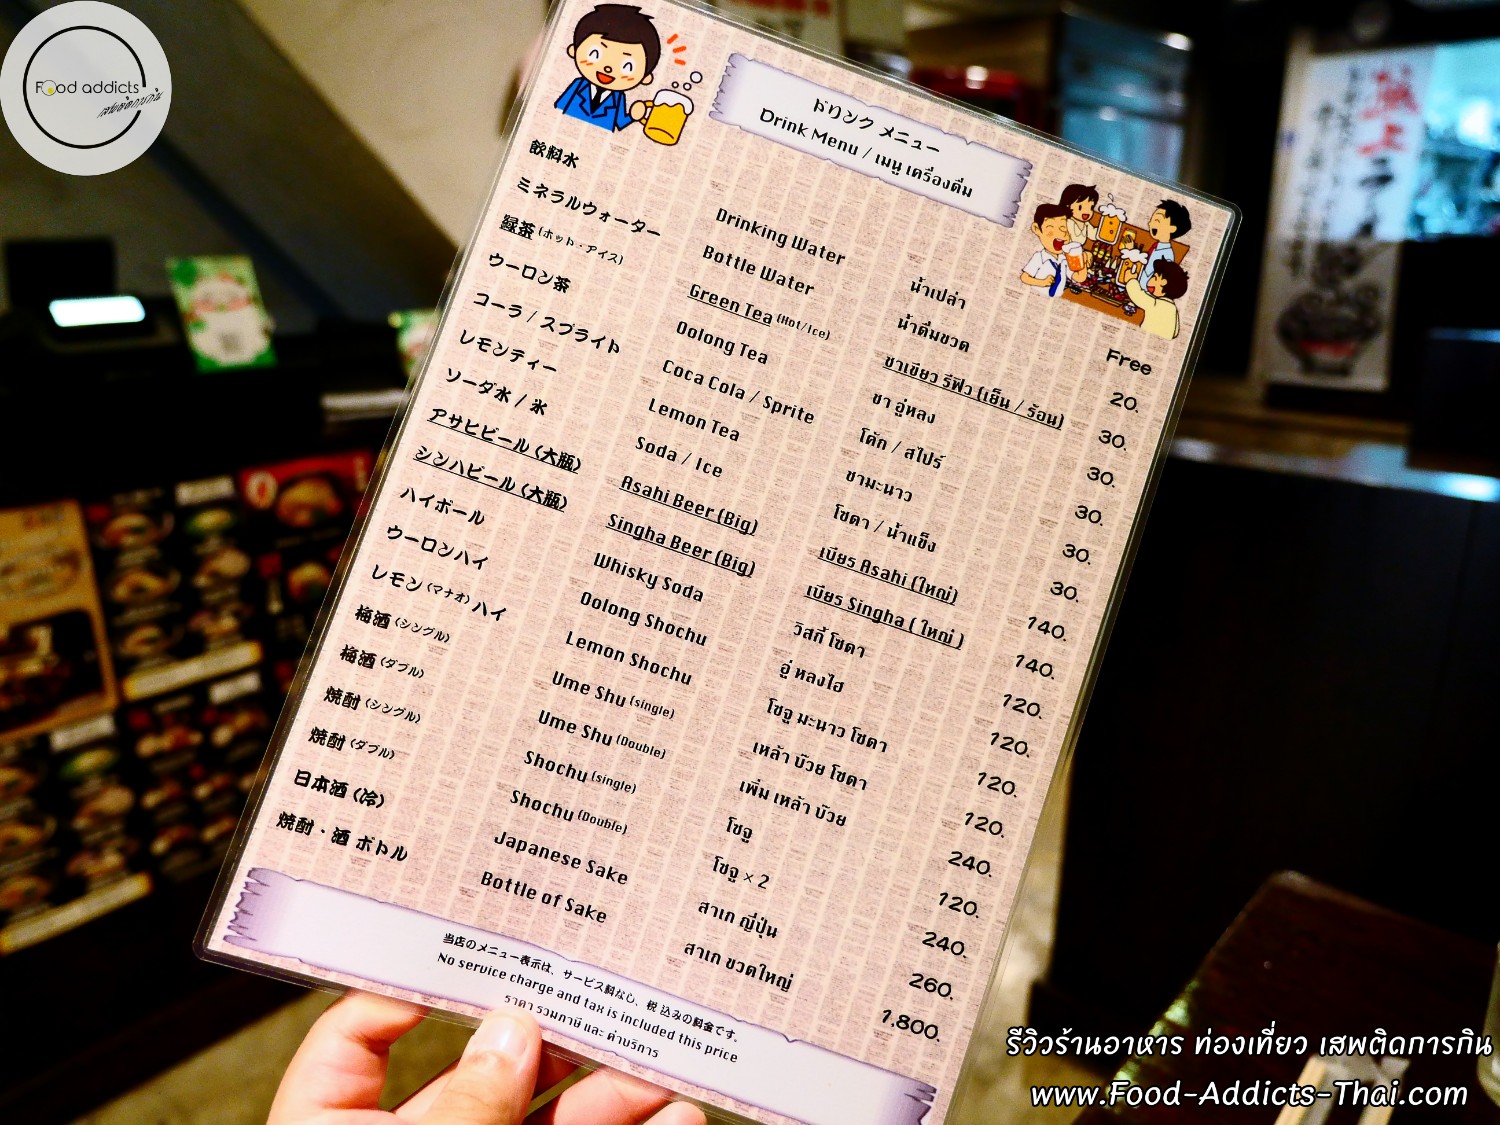 Food addicts
เสพติดการกิน
ドリンク メニュー
Drink Menu / เมนู เครื่องดื่ม
飲料水 Drinking Water น้ำเปล่า Free
ミネラルウォーター Bottle Water น้ำดื่มขวด 20.
緑茶 (ホット・アイス) Green Tea (Hot/Ice) ชาเขียว รีฟิว (เย็น / ร้อน) 30.
ウーロン茶 Oolong Tea ชา อู่หลง 30.
コーラ / スプライト Coca Cola / Sprite โค้ก / สไปร์ 30.
レモンティー Lemon Tea ชามะนาว 30.
ソーダ水 / 氷 Soda / Ice โซดา / น้ำแข็ง 30.
アサヒビール (大瓶) Asahi Beer (Big) เบียร Asahi (ใหญ่) 140.
シンハビール (大瓶) Singha Beer (Big) เบียร Singha ( ใหญ่ ) 140.
ハイボール Whisky Soda วิสกี้ โซดา 120.
ウーロンハイ Oolong Shochu อู่ หลงไฮ 120.
レモン (マナオ) ハイ Lemon Shochu โซจู มะนาว โซดา 120.
梅酒 (シングル) Ume Shu (single) เหล้า บ๊วย โซดา 120.
梅酒 (ダブル) Ume Shu (Double) เพิ่ม เหล้า บ๊วย 240.
焼酎 (シングル) Shochu (single) โซจู 120.
焼酎 (ダブル) Shochu (Double) โซจู × 2 240.
日本酒 (冷) Japanese Sake สาเก ญี่ปุ่น 260.
焼酎・酒 ボトル Bottle of Sake สาเก ขวดใหญ่ 1,800.
当店のメニュー表示は、サービス料なし、税 込みの料金です。
No service charge and tax is included this price
ราคา รวมภาษี และ ค่าบริการ
รีวิวร้านอาหาร ท่องเที่ยว เสพติดการกิน
www.Food-Addicts-Thai.com